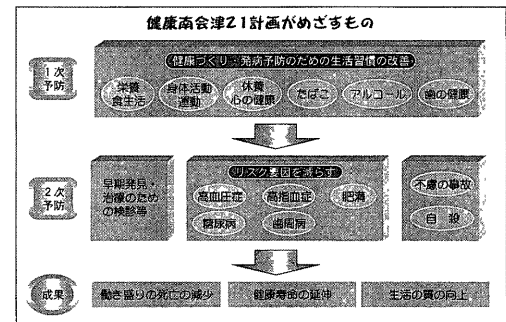 健康南会津21計画がめざすもの
1次
予防
健康づくり・発病予防のための生活習慣の改善
栄養
食生活
身体活動
運動
休養
心の健康
たばこ
アルコール
歯の健康
2次
予防
早期発見・
治療のため
の検診等
リスク要因を減らす
高血圧症
高脂血症
肥満
糖尿病
歯周病
不慮の事故
自殺
成果
働き盛りの死亡の減少
健康寿命の延伸
生活の質の向上